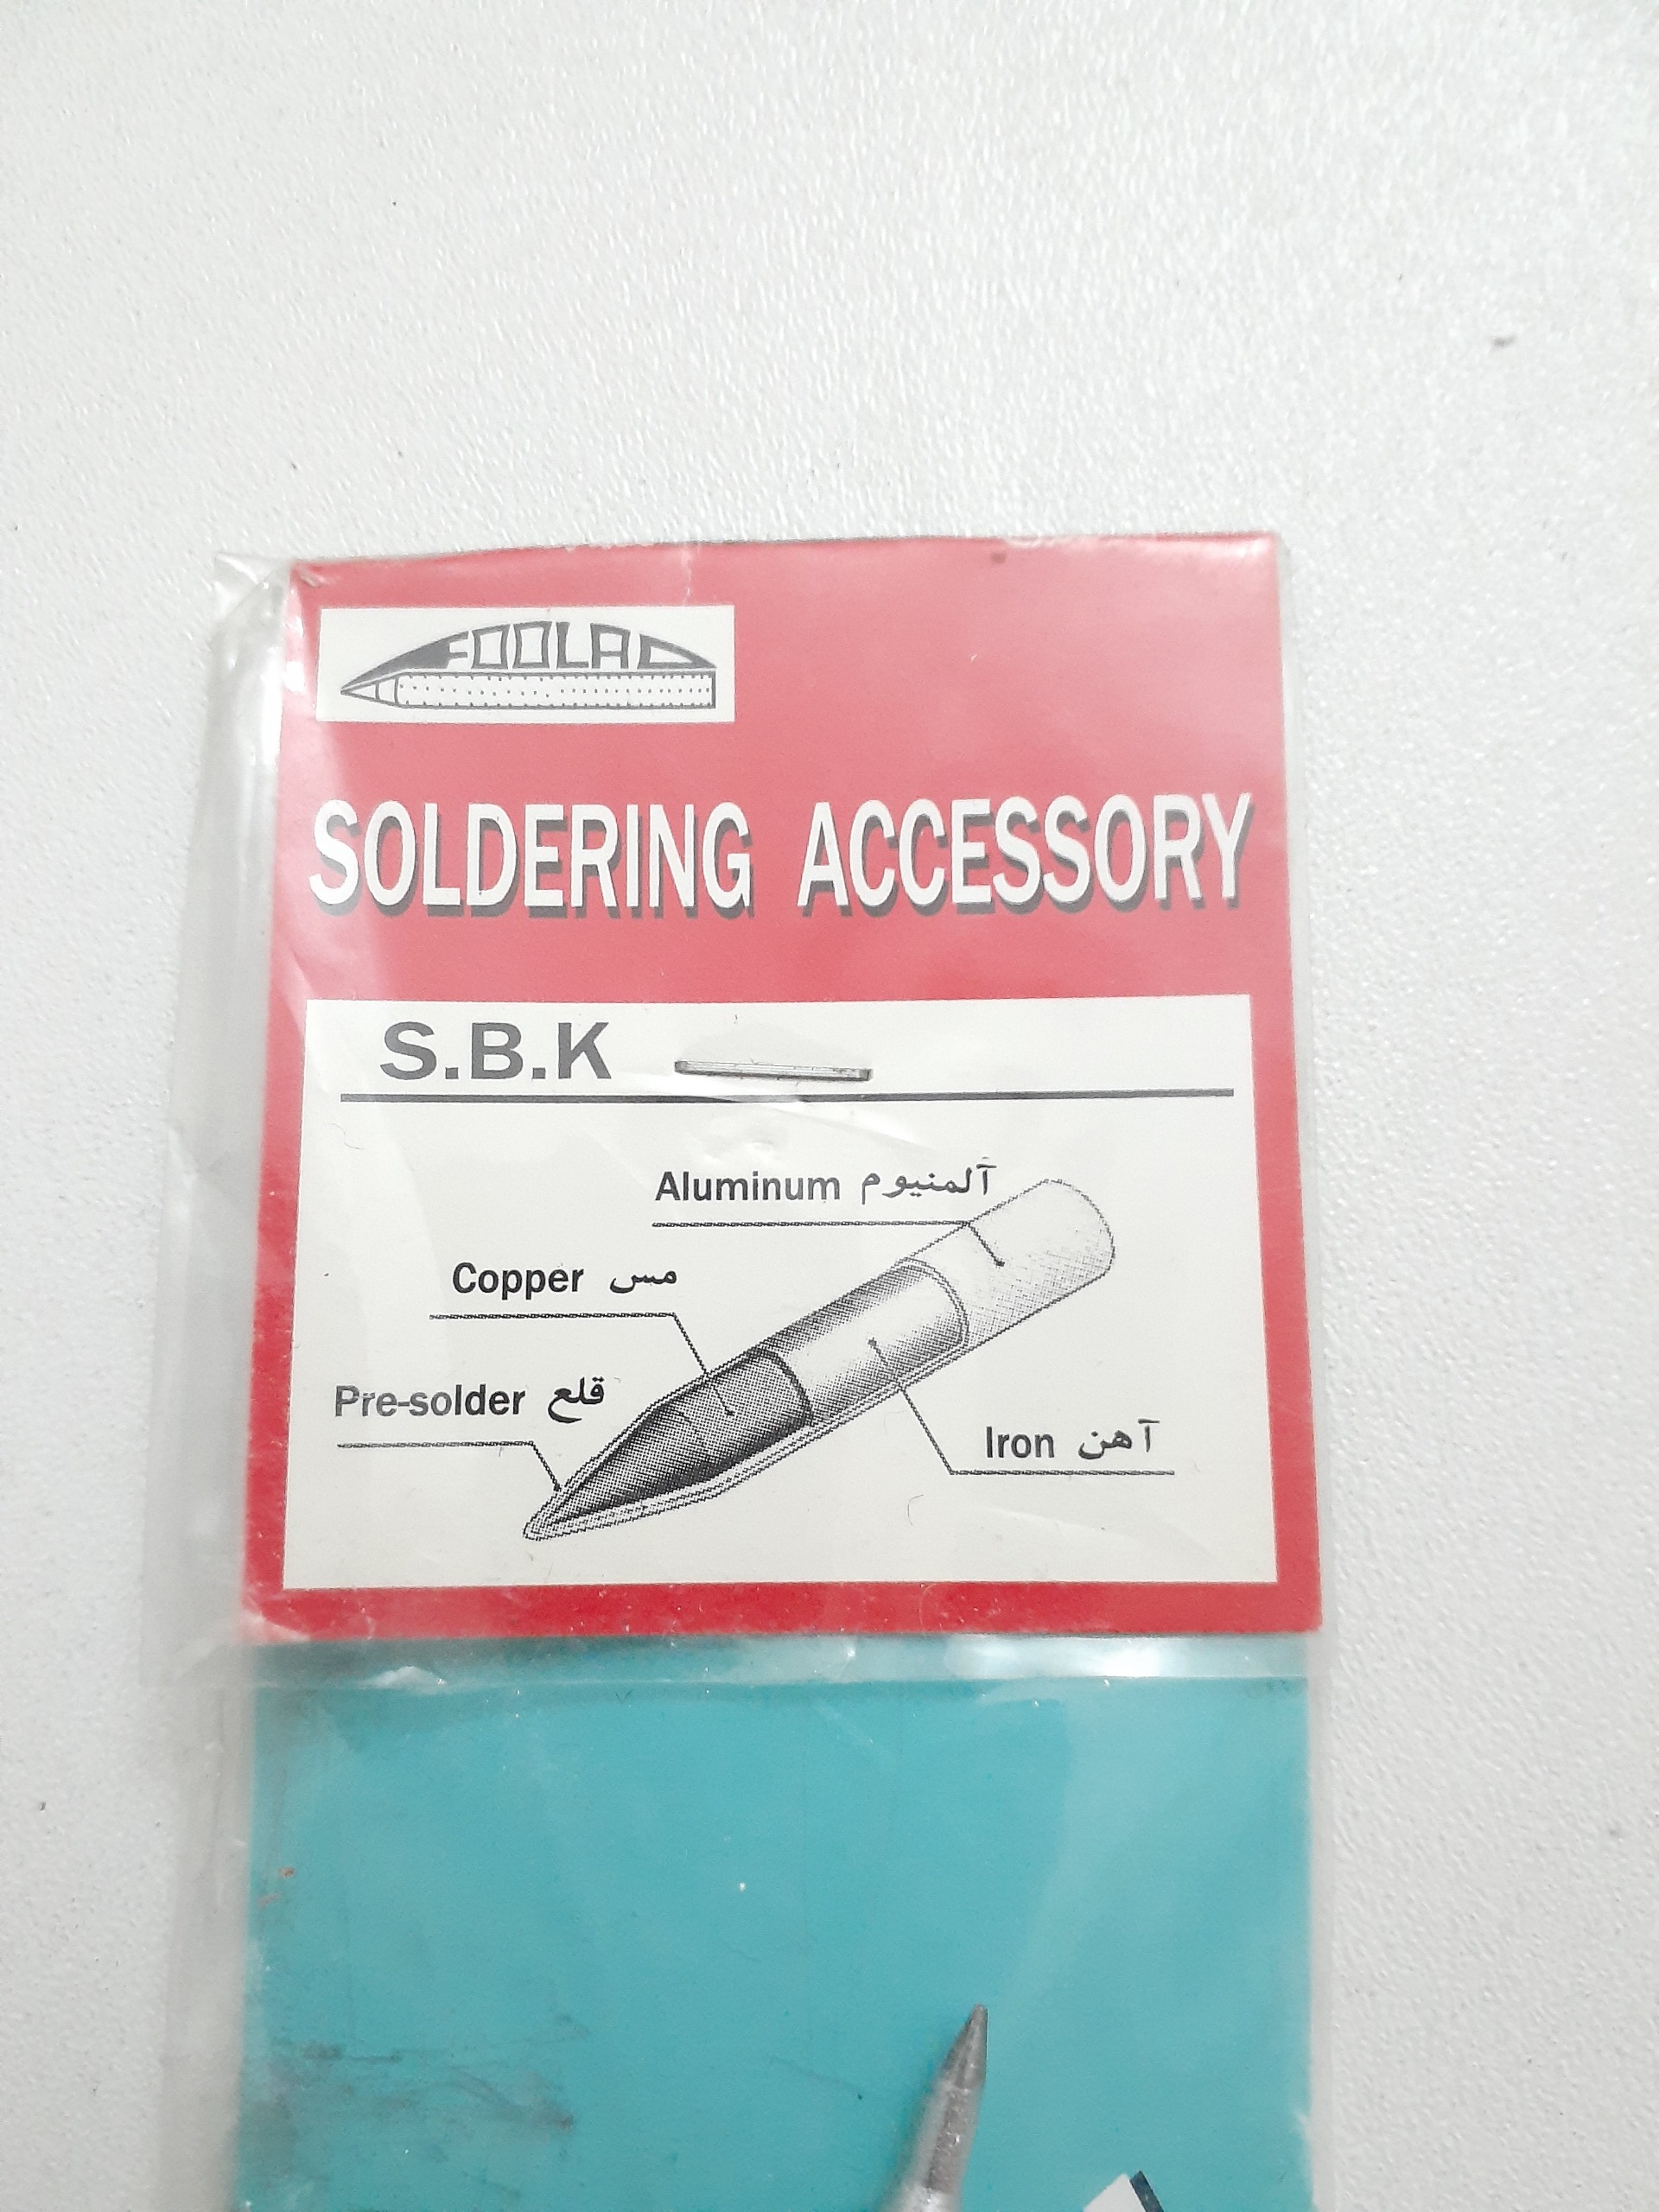 FOOLAD
SOLDERING ACCESSORY
S.B.K
Aluminum آلمنیوم
Copper مس
Pre-solder قلع
Iron آهن